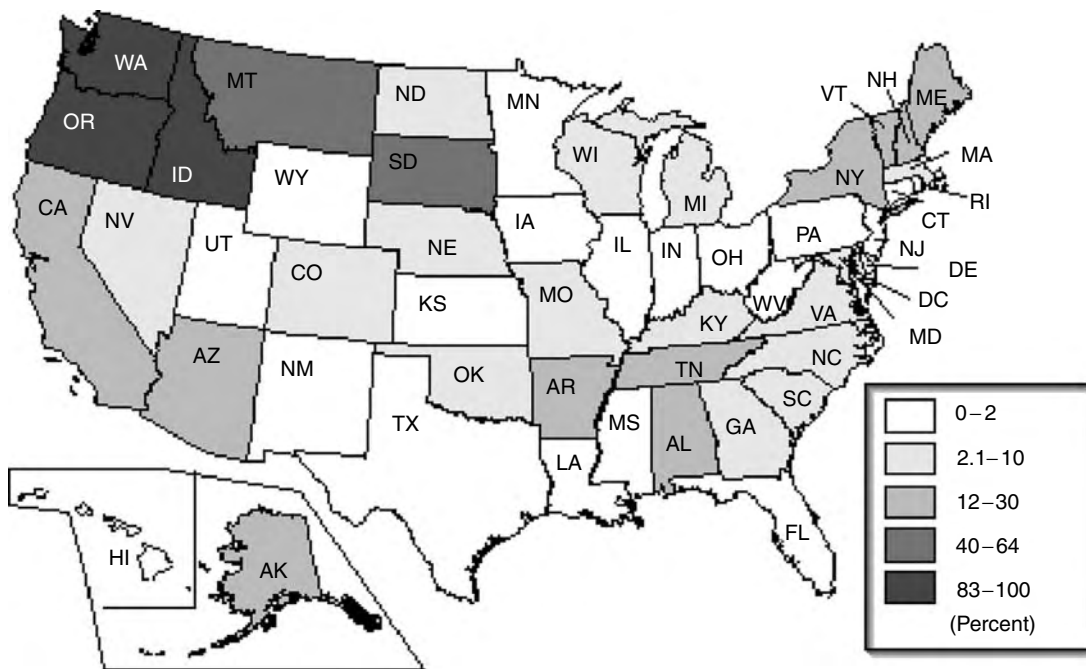 WA
MT
ND
MN
VT
NH
ME
OR
ID
SD
WI
MI
NY
MA
RI
CT
WY
CA
NV
UT
NE
IA
IL
IN
OH
PA
NJ
DE
DC
MD
CO
KS
MO
KY
WV
VA
AZ
NM
OK
AR
TN
NC
SC
TX
LA
MS
AL
GA
FL
HI
AK
0–2
2.1–10
12–30
40–64
83–100
(Percent)